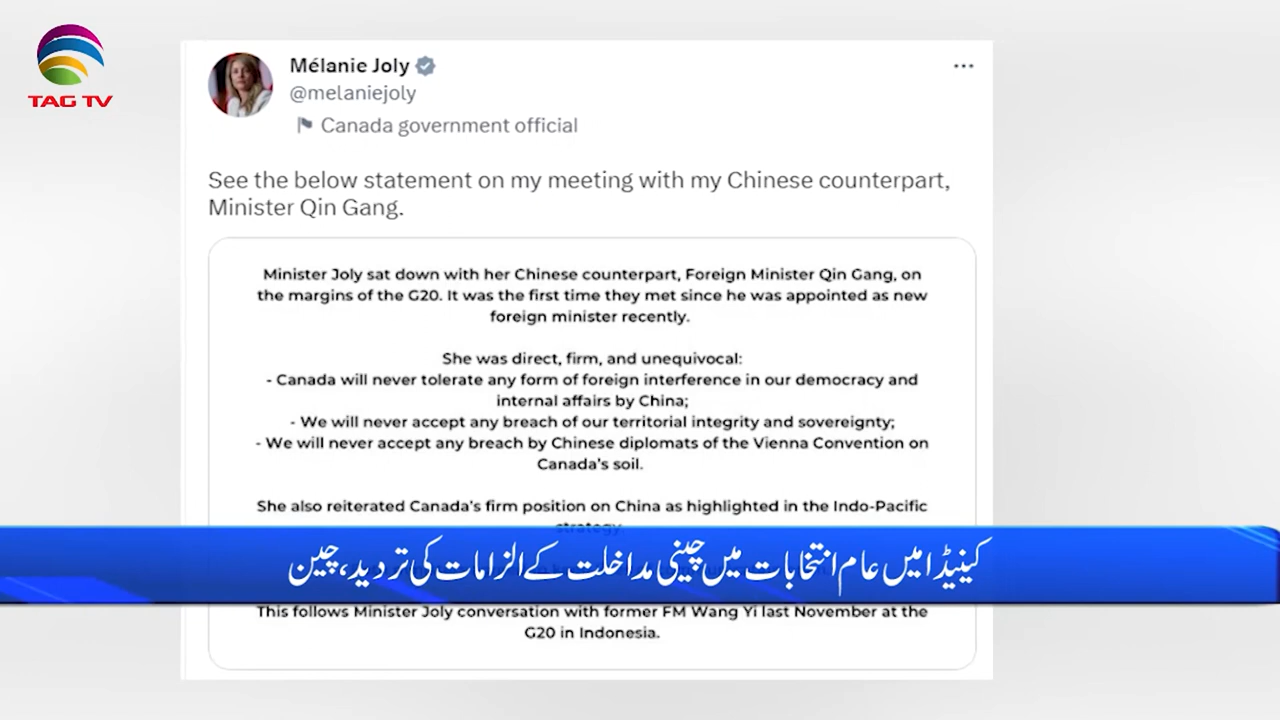 TAG TV
Mélanie Joly
@melaniejoly
Canada government official
See the below statement on my meeting with my Chinese counterpart,
Minister Qin Gang.
Minister Joly sat down with her Chinese counterpart, Foreign Minister Qin Gang, on
the margins of the G20. It was the first time they met since he was appointed as new
foreign minister recently.
She was direct, firm, and unequivocal:
- Canada will never tolerate any form of foreign interference in our democracy and
internal affairs by China;
- We will never accept any breach of our territorial integrity and sovereignty;
- We will never accept any breach by Chinese diplomats of the Vienna Convention on
Canada's soil.
She also reiterated Canada's firm position on China as highlighted in the Indo-Pacific
strategy.
کینیڈا میں عام انتخابات میں چینی مداخلت کے الزامات کی تردید، چین
This follows Minister Joly conversation with former FM Wang Yi last November at the
G20 in Indonesia.